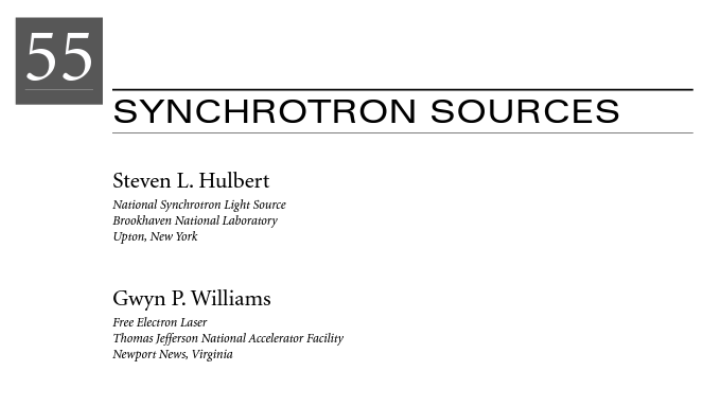 55
SYNCHROTRON SOURCES
Steven L. Hulbert
National Synchrotron Light Source
Brookhaven National Laboratory
Upton, New York
Gwyn P. Williams
Free Electron Laser
Thomas Jefferson National Accelerator Facility
Newport News, Virginia